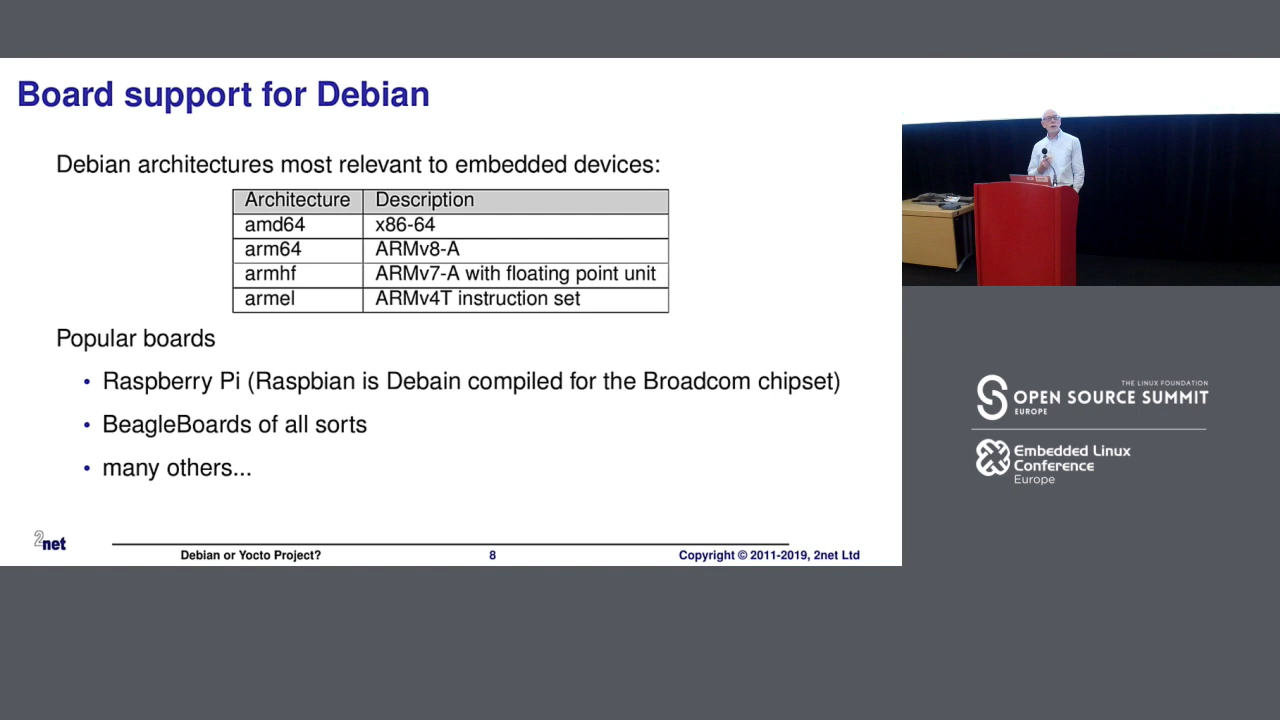 Board support for Debian
Debian architectures most relevant to embedded devices:
Architecture Description
amd64 x86-64
arm64 ARMv8-A
armhf ARMv7-A with floating point unit
armel ARMv4T instruction set
Popular boards
• Raspberry Pi (Raspbian is Debain compiled for the Broadcom chipset)
• BeagleBoards of all sorts
• many others...
2net
Debian or Yocto Project? 8 Copyright © 2011-2019, 2net Ltd
THE LINUX FOUNDATION
OPEN SOURCE SUMMIT
EUROPE
Embedded Linux
Conference
Europe